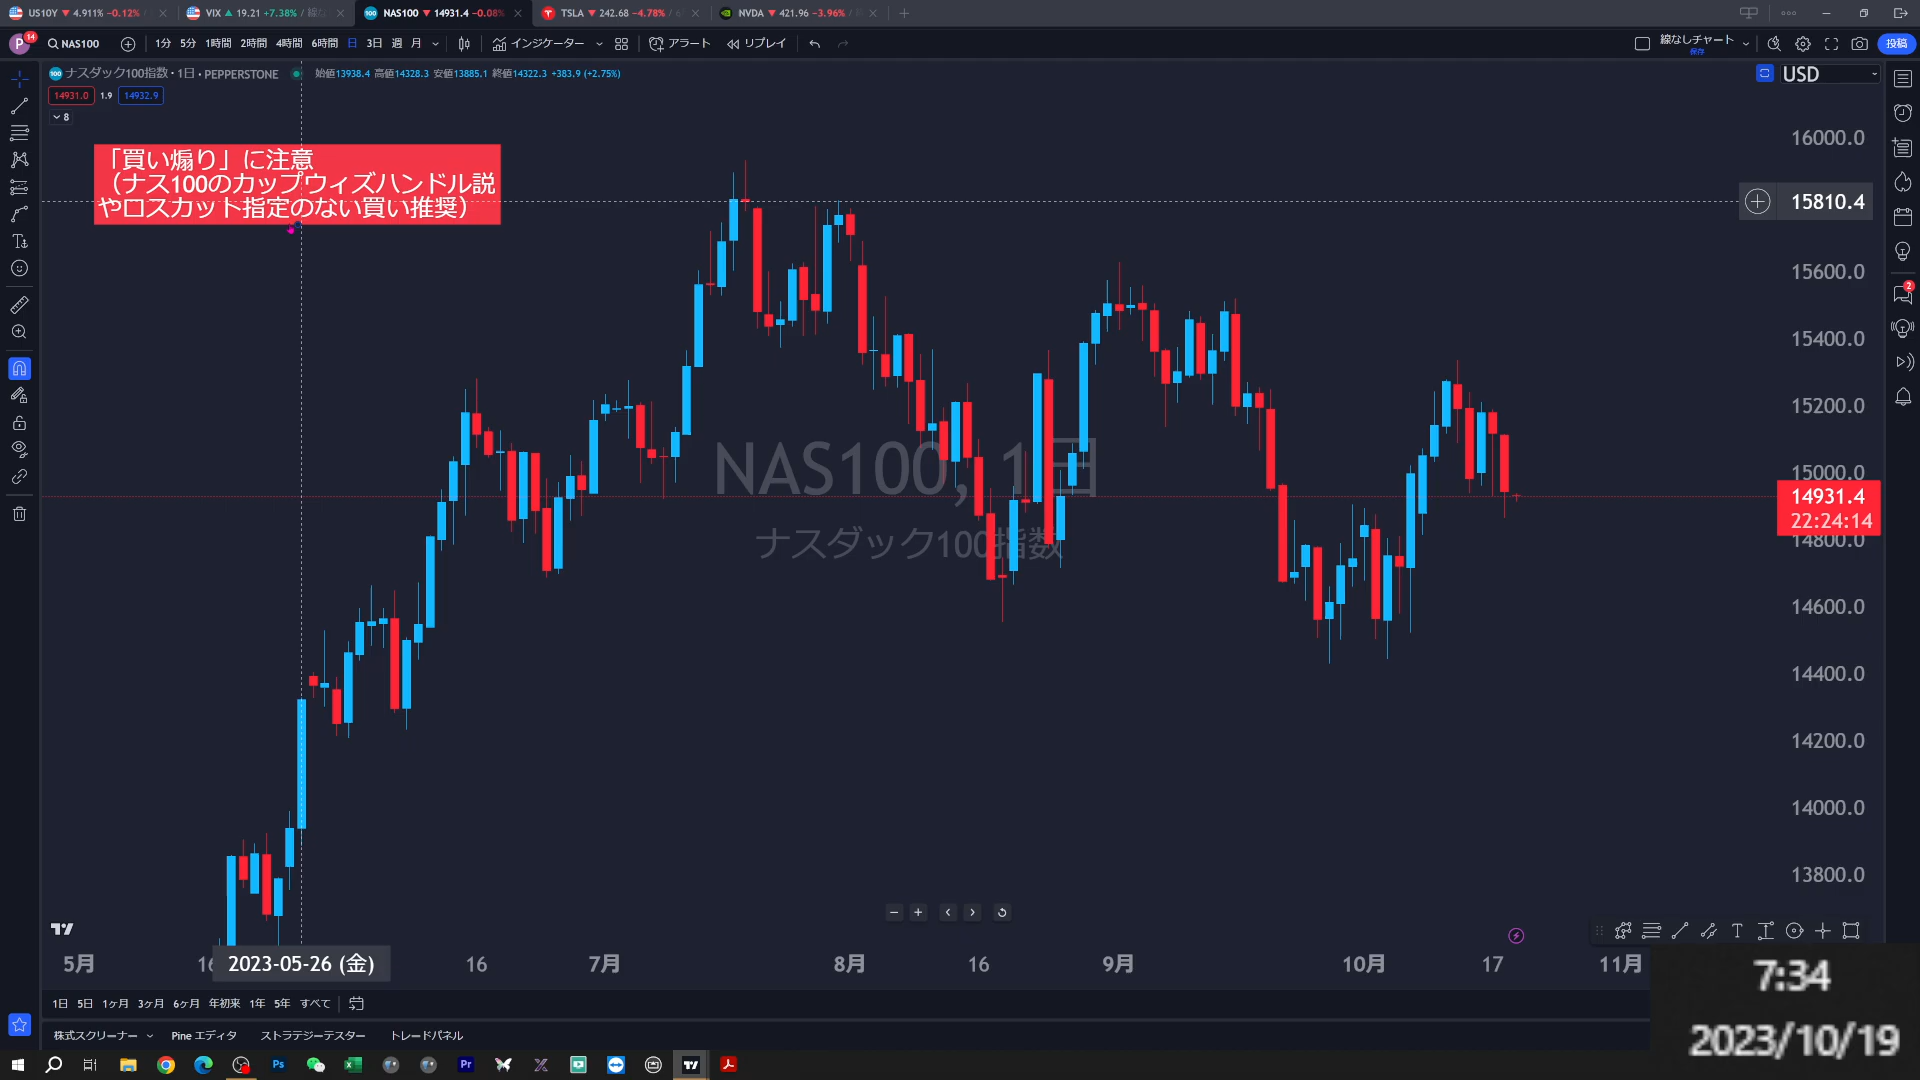 US10Y ▼ 4.911% −0.12% /
VIX ▲ 19.21 +7.38% / 線な
NAS100 ▼ 14931.4 −0.08%
TSLA ▼ 242.68 −4.78% /
NVDA ▼ 421.96 −3.96% /
P 14 NAS100 1分 5分 1時間 2時間 4時間 6時間 日 3日 週 月 インジケーター アラート リプレイ 線なしチャート 保存 投稿
100 ナスダック100指数・1日・PEPPERSTONE 始値13938.4 高値14328.3 安値13885.1 終値14322.3 +383.9 (+2.75%) USD
14931.0 1.9 14932.9
8
「買い煽り」に注意
（ナス100のカップウィズハンドル説
やロスカット指定のない買い推奨）
16000.0
15810.4
15600.0
15400.0
15200.0
15000.0
14931.4
22:24:14
14800.0
14600.0
14400.0
14200.0
14000.0
13800.0
2
NAS100, 1日
ナスダック100指数
5月 16 2023-05-26 (金) 16 7月 8月 16 9月 10月 17 11月
1日 5日 1ヶ月 3ヶ月 6ヶ月 年初来 1年 5年 すべて
株式スクリーナー Pine エディタ ストラテジーテスター トレードパネル
Ps Pr
7:34
2023/10/19